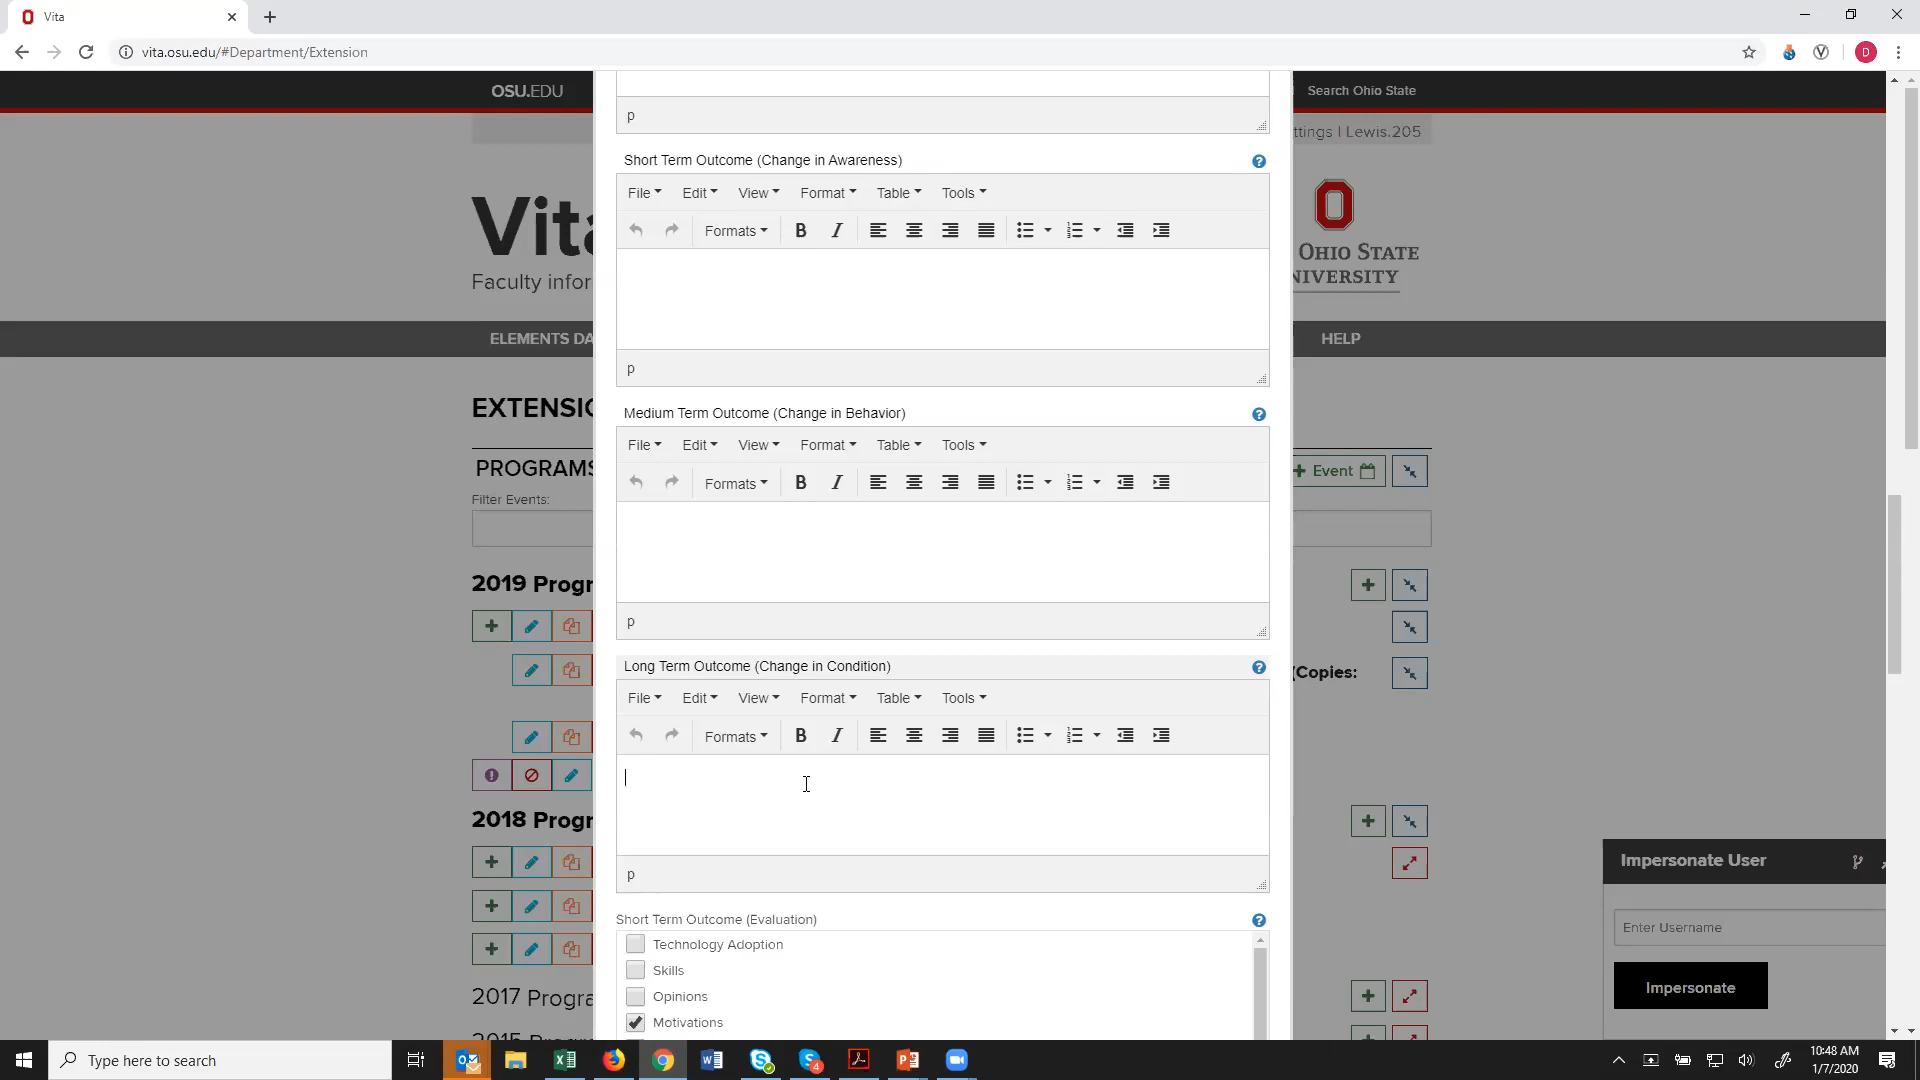 Vita
vita.osu.edu/#Department/Extension
D
OSU.EDU
Search Ohio State
ttings | Lewis.205
p
Short Term Outcome (Change in Awareness)
File Edit View Format Table Tools
Formats B I
p
Vita
Faculty infor
OHIO STATE
NIVERSITY
ELEMENTS DA
HELP
Medium Term Outcome (Change in Behavior)
File Edit View Format Table Tools
Formats B I
p
EXTENSIO
PROGRAMS
+ Event
Filter Events:
2019 Progr
(Copies:
Long Term Outcome (Change in Condition)
File Edit View Format Table Tools
Formats B I
p
2018 Progr
Impersonate User
Enter Username
Impersonate
Short Term Outcome (Evaluation)
Technology Adoption
Skills
Opinions
Motivations
2017 Progra
2015 Progra
Type here to search
4
10:48 AM
1/7/2020